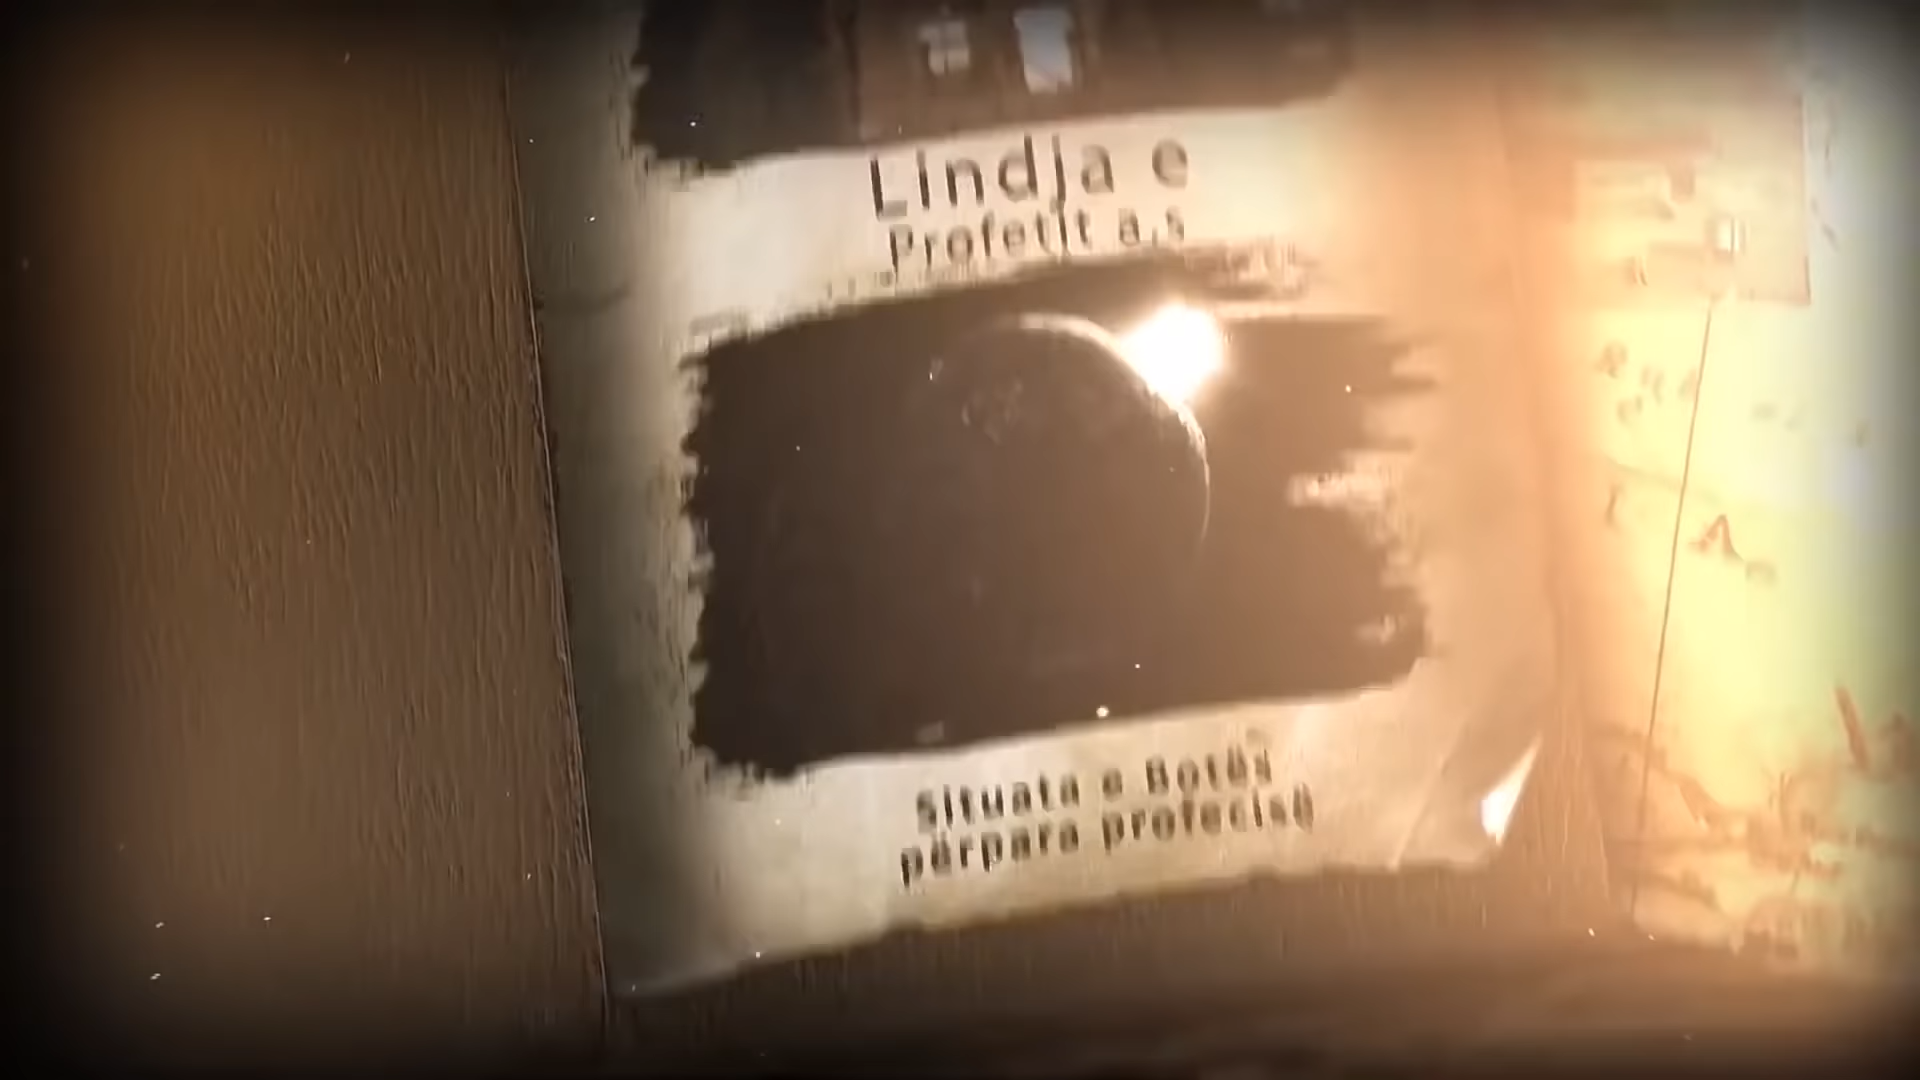 Lindja e
Profetit a.s
Situata e Botës
përpara profecisë